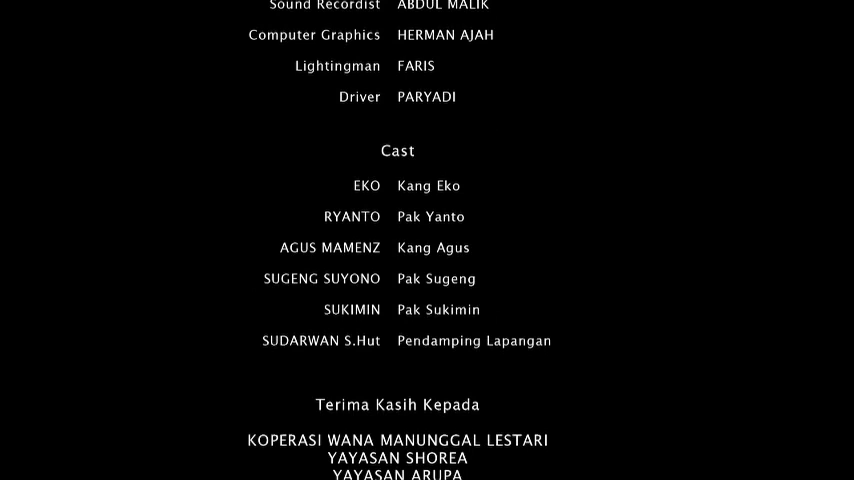 Sound Recordist ABDUL MALIK
Computer Graphics HERMAN AJAH
Lightingman FARIS
Driver PARYADI
Cast
EKO Kang Eko
RYANTO Pak Yanto
AGUS MAMENZ Kang Agus
SUGENG SUYONO Pak Sugeng
SUKIMIN Pak Sukimin
SUDARWAN S.Hut Pendamping Lapangan
Terima Kasih Kepada
KOPERASI WANA MANUNGGAL LESTARI
YAYASAN SHOREA
YAYASAN ARUPA